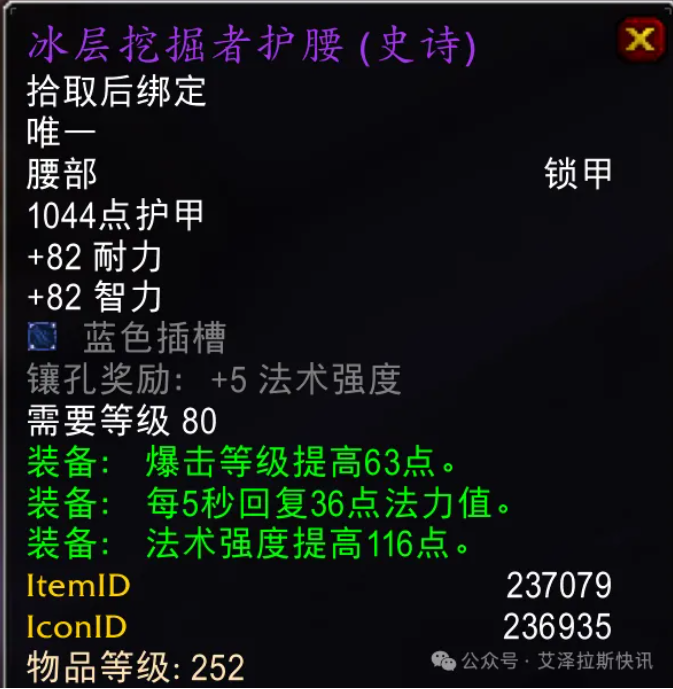 冰层挖掘者护腰 (史诗)
拾取后绑定
唯一
腰部 锁甲
1044点护甲
+82 耐力
+82 智力
蓝色插槽
镶孔奖励: +5 法术强度
需要等级 80
装备: 爆击等级提高63点。
装备: 每5秒回复36点法力值。
装备: 法术强度提高116点。
ItemID 237079
IconID 236935
物品等级: 252
公众号 · 艾泽拉斯快讯